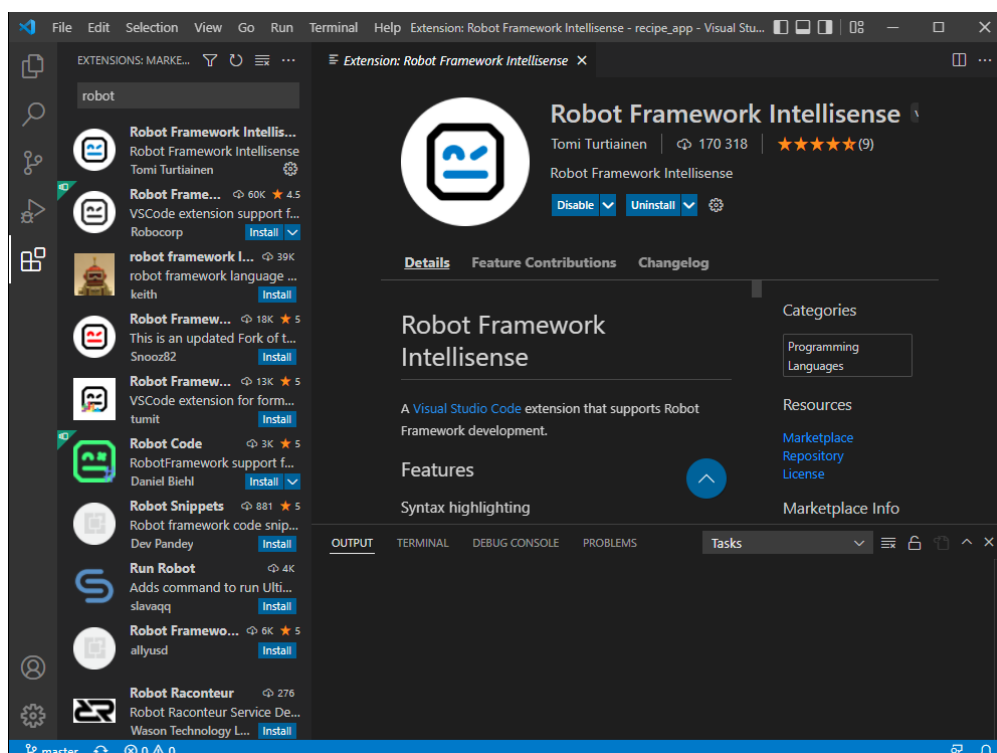 File Edit Selection View Go Run Terminal Help Extension: Robot Framework Intellisense - recipe_app - Visual Stu...
EXTENSIONS: MARKE...
robot
Robot Framework Intellis...
Robot Framework Intellisense
Tomi Turtiainen
Robot Frame... 60K ★ 4.5
VSCode extension support f...
Robocorp Install
robot framework l... 39K
robot framework language ...
keith Install
Robot Framew... 18K ★ 5
This is an updated Fork of t...
Snooz82 Install
Robot Framew... 13K ★ 5
VSCode extension for form...
tumit Install
Robot Code 3K ★ 5
RobotFramework support f...
Daniel Biehl Install
Robot Snippets 881 ★ 5
Robot framework code snip...
Dev Pandey Install
Run Robot 4K
Adds command to run Ulti...
slavaqq Install
Robot Framewo... 6K ★ 5
allyusd Install
Robot Raconteur 276
Robot Raconteur Service De...
Wason Technology L... Install
Extension: Robot Framework Intellisense
Robot Framework Intellisense
Tomi Turtiainen 170 318 ★★★★★(9)
Robot Framework Intellisense
Disable Uninstall
Details Feature Contributions Changelog
Robot Framework
Intellisense
A Visual Studio Code extension that supports Robot
Framework development.
Features
Syntax highlighting
Categories
Programming
Languages
Resources
Marketplace
Repository
License
Marketplace Info
OUTPUT TERMINAL DEBUG CONSOLE PROBLEMS Tasks
master 0 0